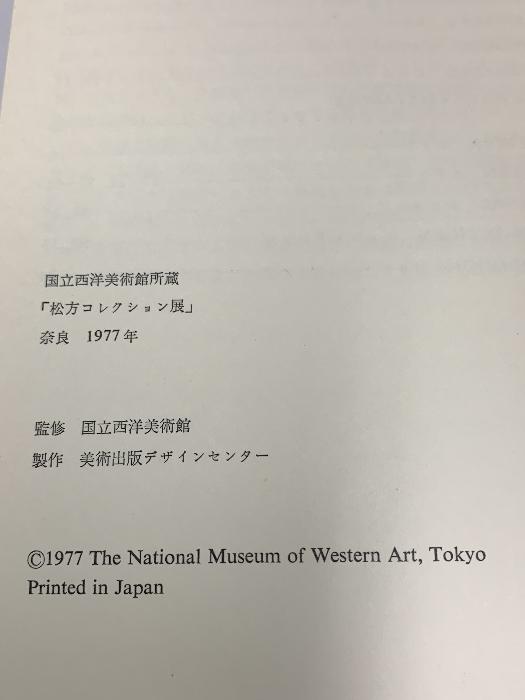 国立西洋美術館所蔵
「松方コレクション展」
奈良 1977年
監修 国立西洋美術館
製作 美術出版デザインセンター
©1977 The National Museum of Western Art, Tokyo
Printed in Japan